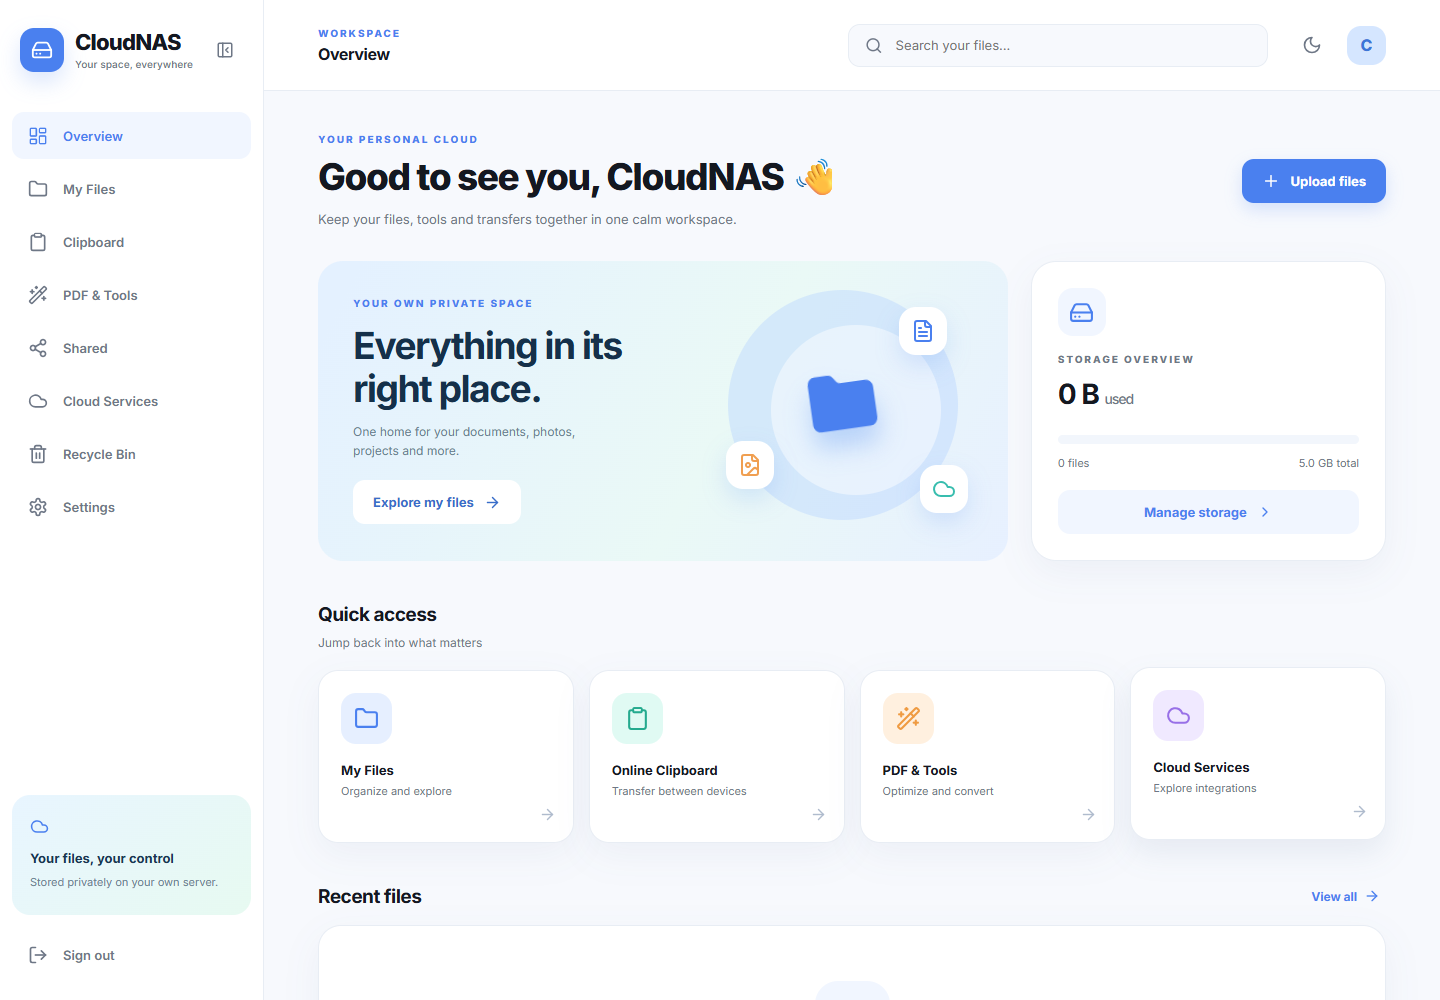 CloudNAS
Your space, everywhere
Overview
My Files
Clipboard
PDF & Tools
Shared
Cloud Services
Recycle Bin
Settings
Your files, your control
Stored privately on your own server.
Sign out
WORKSPACE
Overview
Search your files...
C
YOUR PERSONAL CLOUD
Good to see you, CloudNAS 👋
Keep your files, tools and transfers together in one calm workspace.
Upload files
YOUR OWN PRIVATE SPACE
Everything in its
right place.
One home for your documents, photos,
projects and more.
Explore my files
STORAGE OVERVIEW
0 B used
0 files
5.0 GB total
Manage storage
Quick access
Jump back into what matters
My Files
Organize and explore
Online Clipboard
Transfer between devices
PDF & Tools
Optimize and convert
Cloud Services
Explore integrations
Recent files
View all